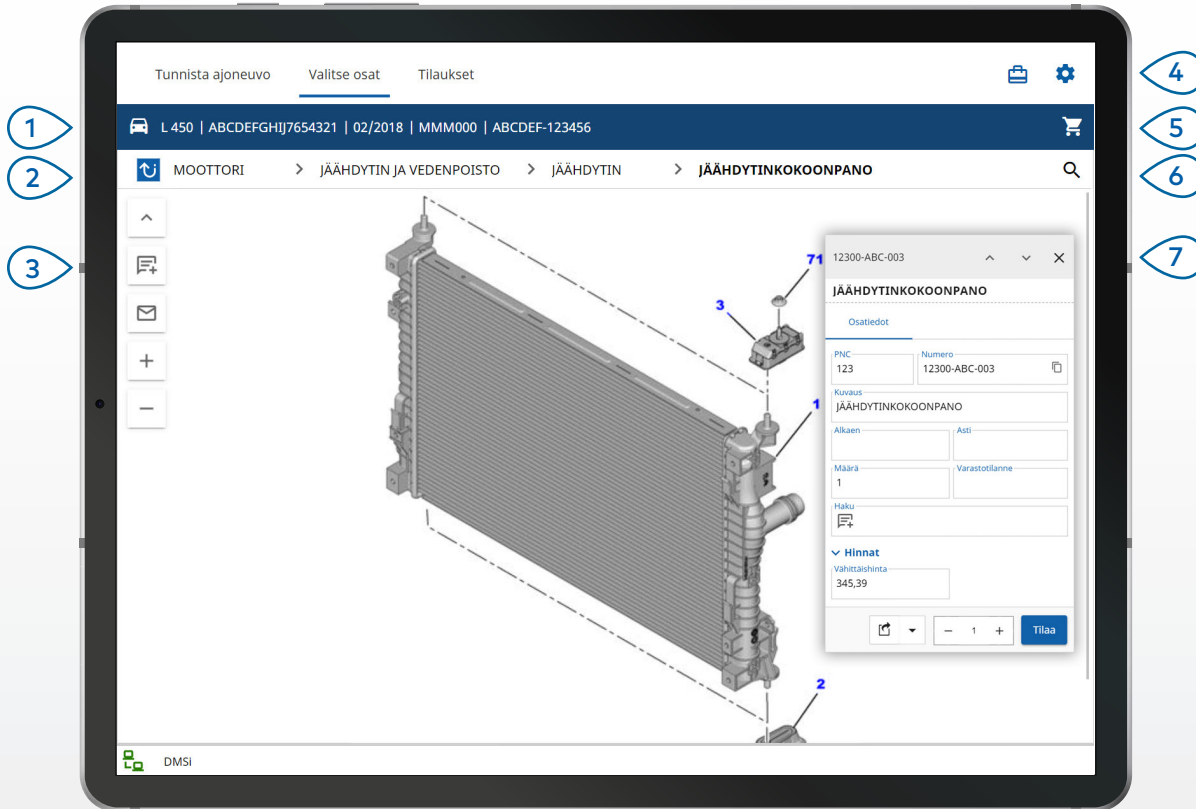 Tunnista ajoneuvo Valitse osat Tilaukset
4
1
L 450 | ABCDEFGHIJ7654321 | 02/2018 | MMM000 | ABCDEF-123456
5
2
MOOTTORI > JÄÄHDYTIN JA VEDENPOISTO > JÄÄHDYTIN > JÄÄHDYTINKOKOONPANO
6
3
7
71
3
1
2
12300-ABC-003
JÄÄHDYTINKOKOONPANO
Osatiedot
PNC Numero
123 12300-ABC-003
Kuvaus
JÄÄHDYTINKOKOONPANO
Alkaen Asti
Määrä Varastotilanne
1
Haku
Hinnat
Vähittäishinta
345,39
− 1 + Tilaa
DMSi